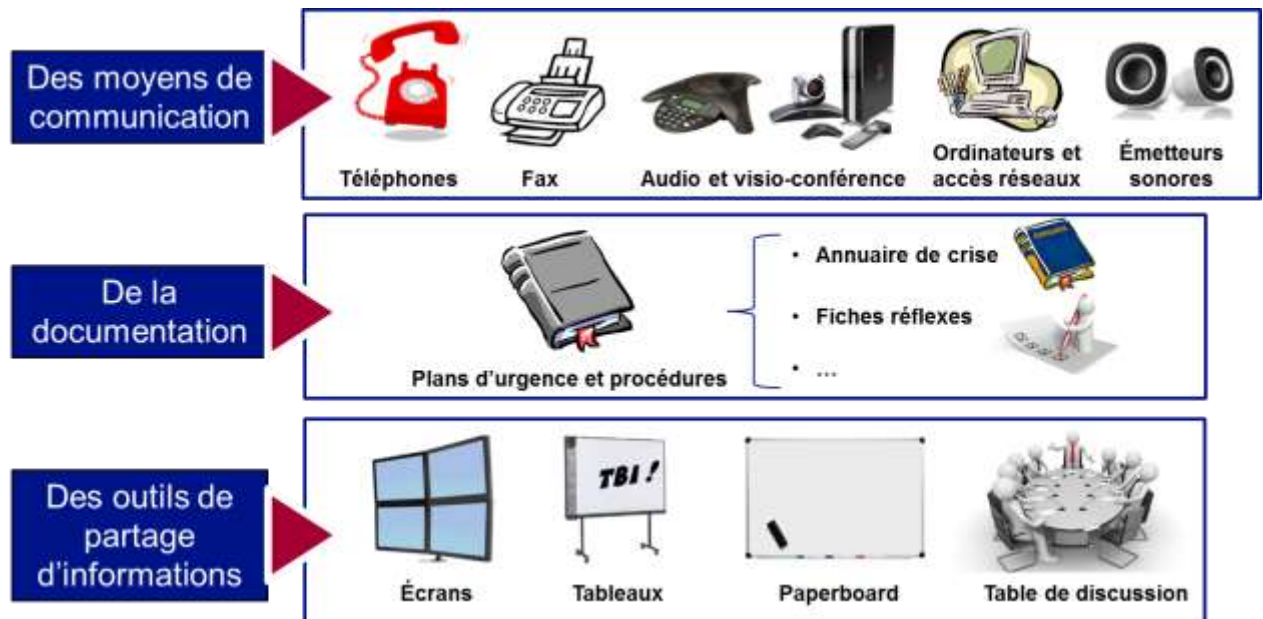 Des moyens de
communication
Téléphones
Fax
Audio et visio-conférence
Ordinateurs et
accès réseaux
Émetteurs
sonores
De la
documentation
Plans d'urgence et procédures
• Annuaire de crise
• Fiches réflexes
• ...
Des outils de
partage
d'informations
TBI !
Écrans
Tableaux
Paperboard
Table de discussion